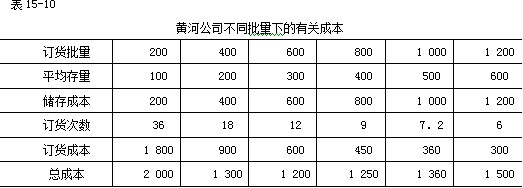 表 15-10
黄河公司不同批量下的有关成本
订货批量 200 400 600 800 1 000 1 200
平均存量 100 200 300 400 500 600
储存成本 200 400 600 800 1 000 1 200
订货次数 36 18 12 9 7．2 6
订货成本 1 800 900 600 450 360 300
总成本 2 000 1 300 1 200 1 250 1 360 1 500